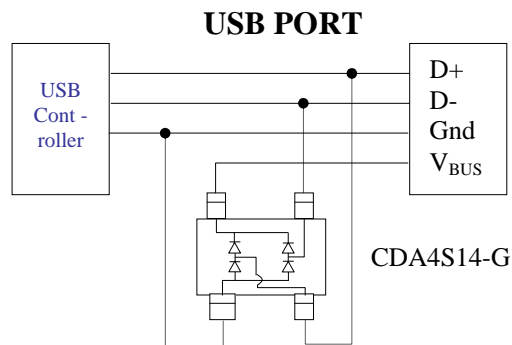 USB PORT
USB
Cont -
roller
D+
D-
Gnd
VBUS
CDA4S14-G